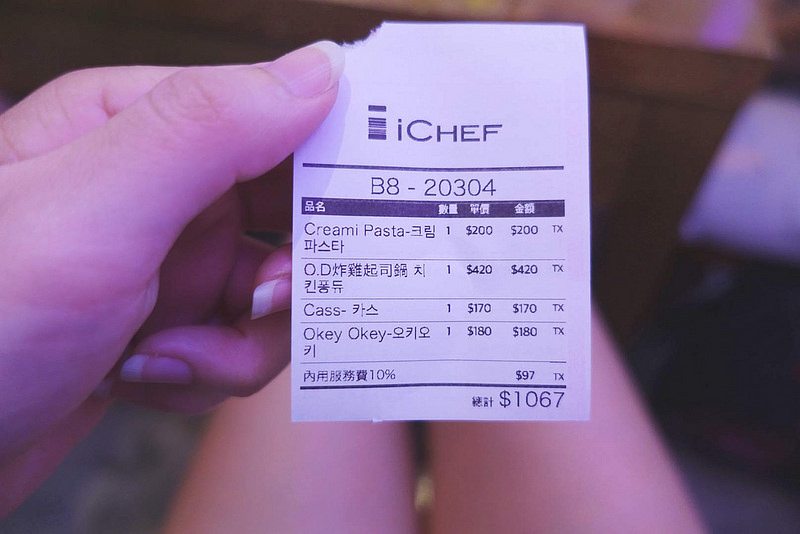 iCHEF
B8 - 20304
品名 數量 單價 金額
Creami Pasta-크림 1 $200 $200 TX
파스타
O.D炸雞起司鍋 치 1 $420 $420 TX
킨퐁듀
Cass- 카스 1 $170 $170 TX
Okey Okey-오키오 1 $180 $180 TX
키
內用服務費10% $97 TX
總計 $1067